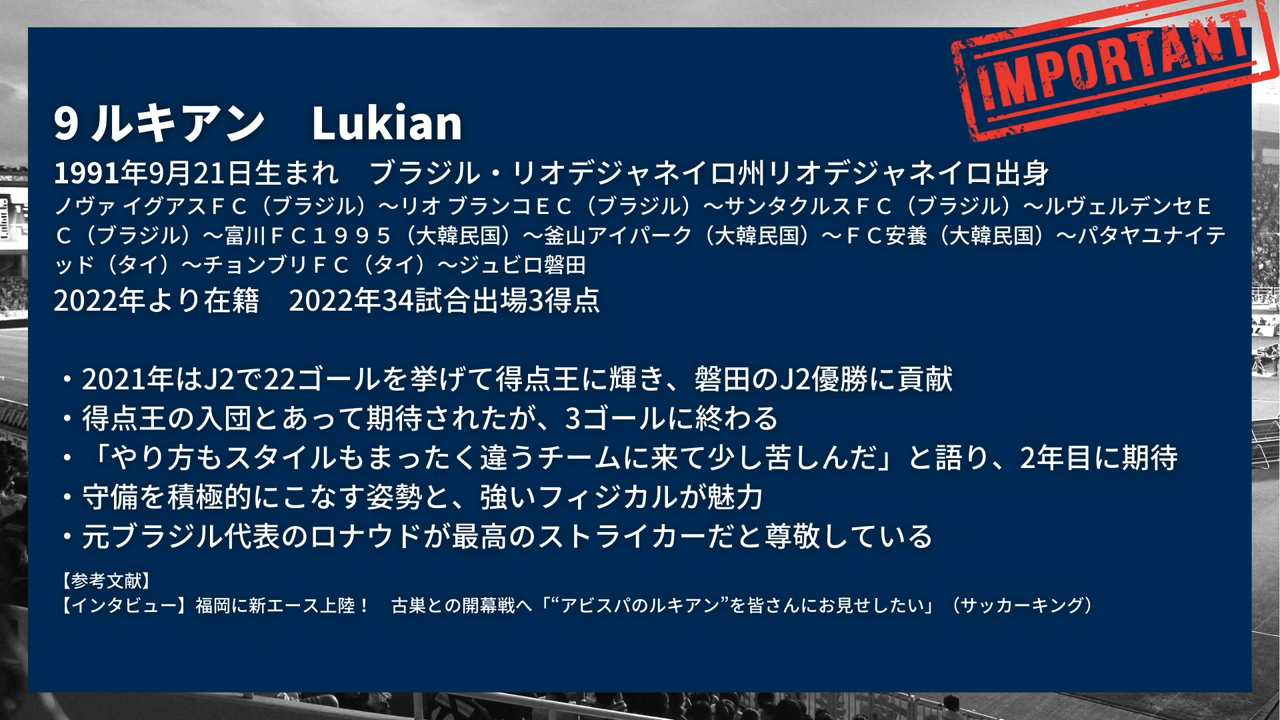 IMPORTANT
9 ルキアン　Lukian
1991年9月21日生まれ　ブラジル・リオデジャネイロ州リオデジャネイロ出身
ノヴァ イグアスＦＣ（ブラジル）～リオ ブランコＥＣ（ブラジル）～サンタクルスＦＣ（ブラジル）～ルヴェルデンセＥ
Ｃ（ブラジル）～富川ＦＣ１９９５（大韓民国）～釜山アイパーク（大韓民国）～ＦＣ安養（大韓民国）～パタヤユナイテ
ッド（タイ）～チョンブリＦＣ（タイ）～ジュビロ磐田
2022年より在籍　2022年34試合出場3得点
・2021年はJ2で22ゴールを挙げて得点王に輝き、磐田のJ2優勝に貢献
・得点王の入団とあって期待されたが、3ゴールに終わる
・「やり方もスタイルもまったく違うチームに来て少し苦しんだ」と語り、2年目に期待
・守備を積極的にこなす姿勢と、強いフィジカルが魅力
・元ブラジル代表のロナウドが最高のストライカーだと尊敬している
【参考文献】
【インタビュー】福岡に新エース上陸！　古巣との開幕戦へ「“アビスパのルキアン”を皆さんにお見せしたい」（サッカーキング）